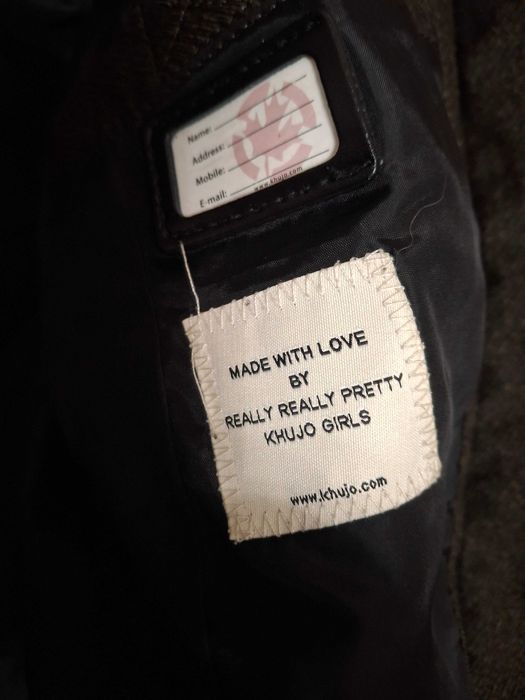 Name:
Address:
Mobile:
E-mail:
www.khujo.com
MADE WITH LOVE
BY
REALLY REALLY PRETTY
KHUJO GIRLS
www.khujo.com